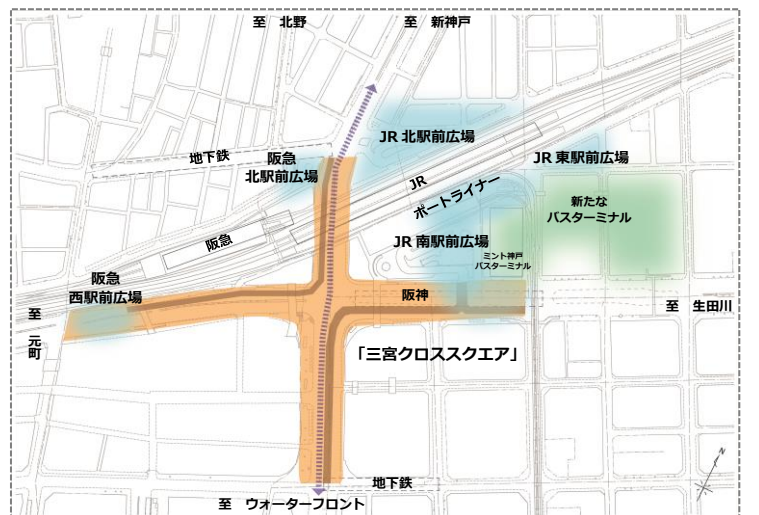 至 北野
至 新神戸
JR 北駅前広場
地下鉄
阪急
北駅前広場
JR 東駅前広場
JR
ポートライナー
新たな
バスターミナル
阪急
JR 南駅前広場
ミント神戸
バスターミナル
阪急
西駅前広場
阪神
至 生田川
至 元町
「三宮クロススクエア」
N
地下鉄
至 ウォーターフロント